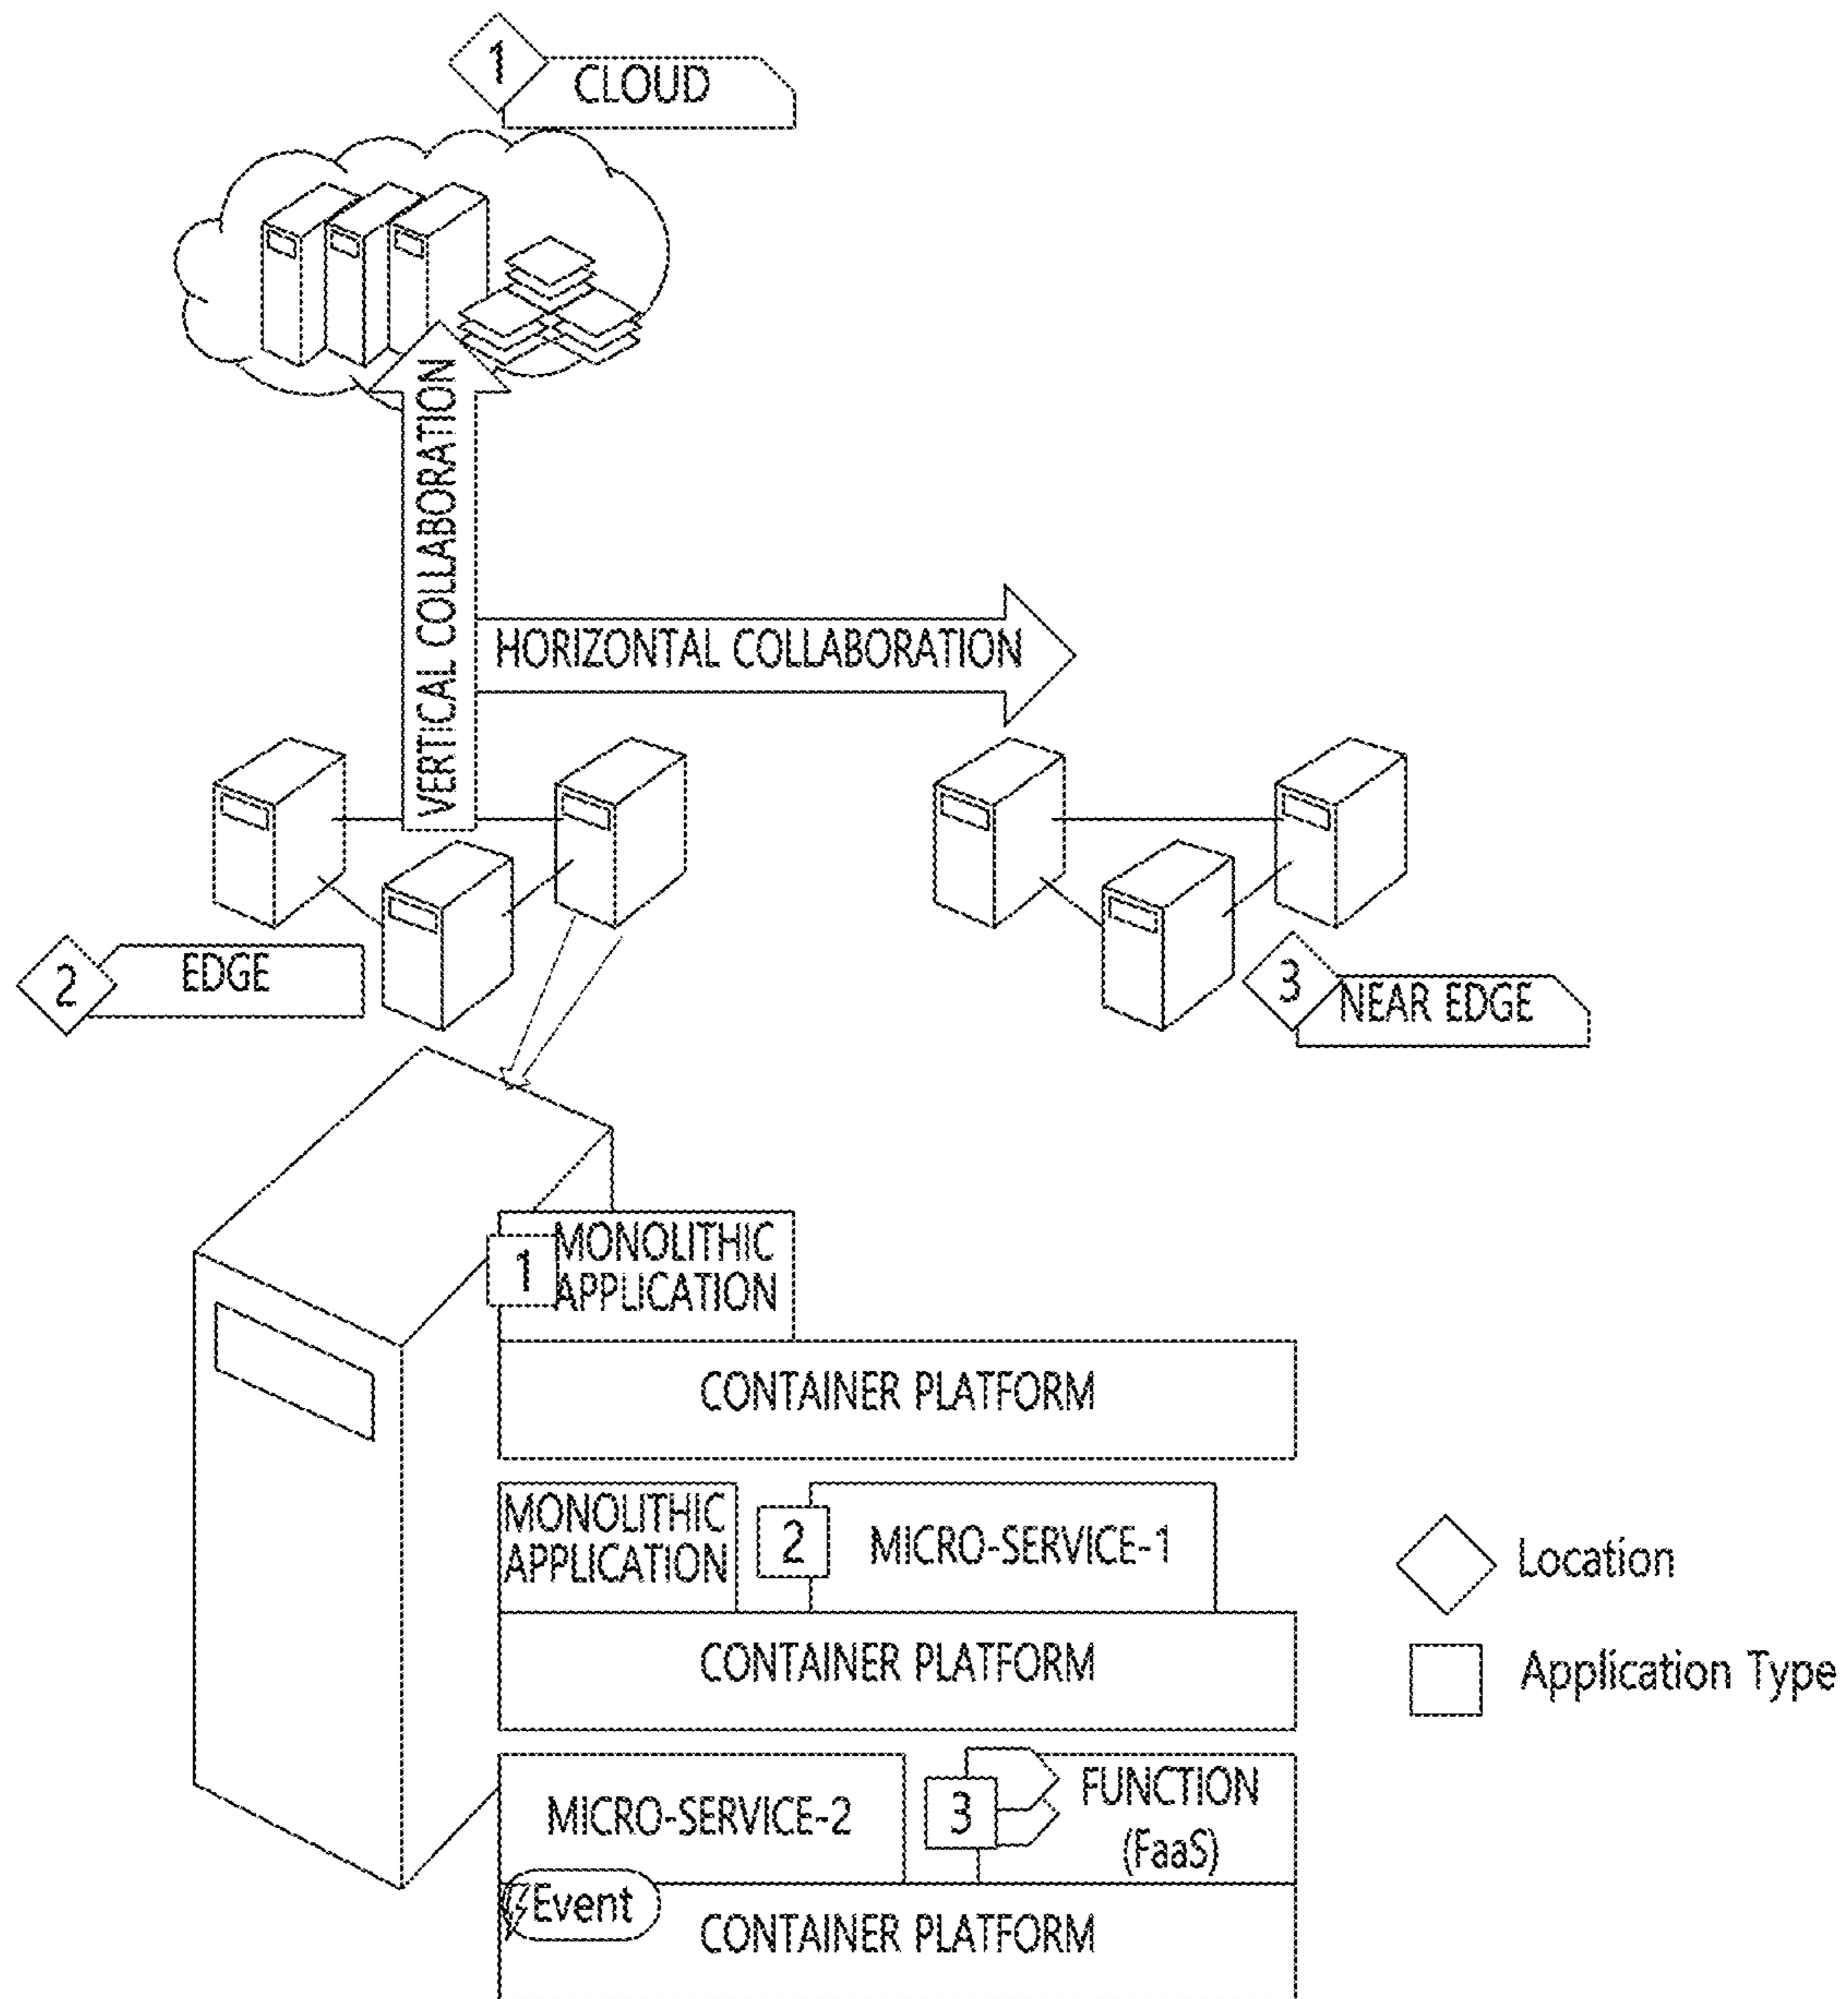 1
CLOUD
VERTICAL COLLABORATION
HORIZONTAL COLLABORATION
2
EDGE
3
NEAR EDGE
1
MONOLITHIC
APPLICATION
CONTAINER PLATFORM
MONOLITHIC
APPLICATION
2
MICRO-SERVICE-1
CONTAINER PLATFORM
Location
Application Type
MICRO-SERVICE-2
3
FUNCTION
(FaaS)
Event
CONTAINER PLATFORM